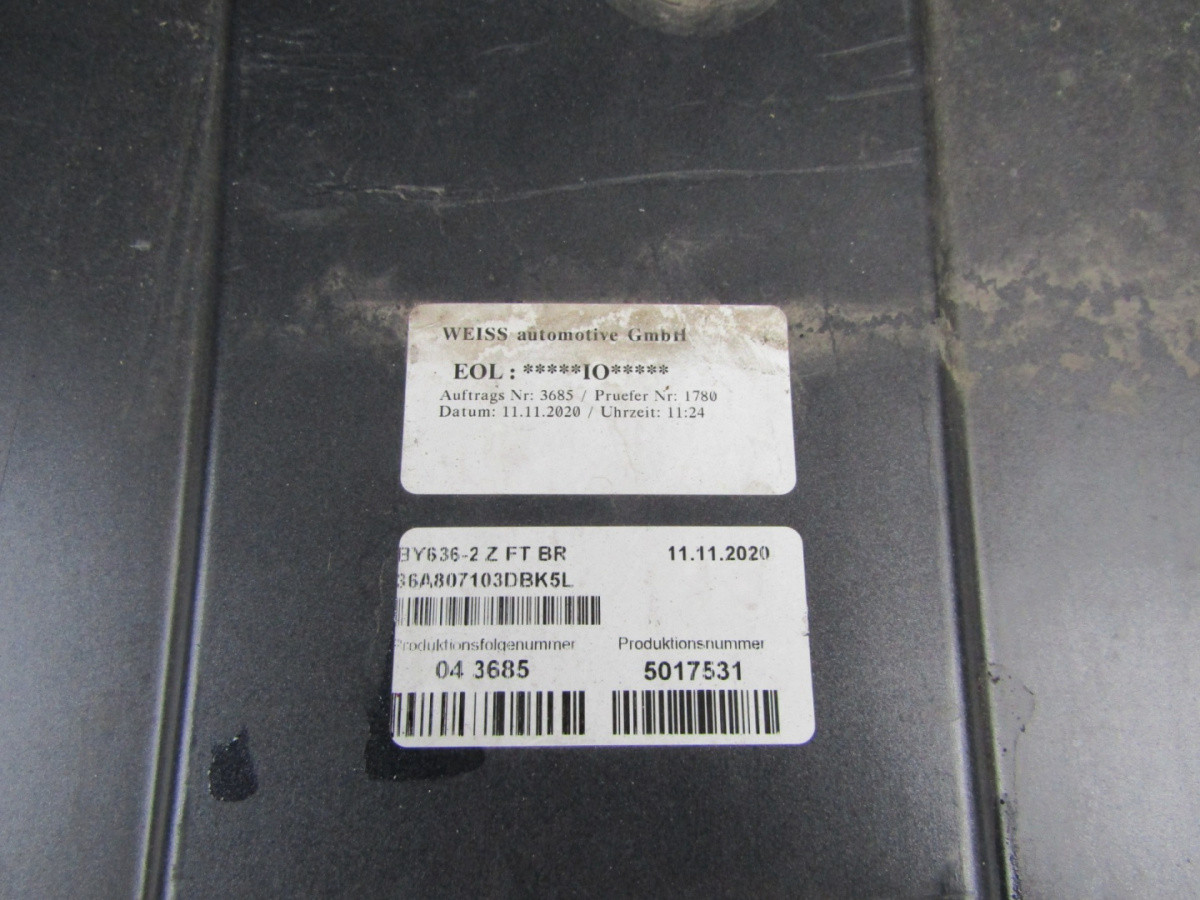 WEISS automotive GmbH
EOL : *****IO*****
Auftrags Nr: 3685 / Pruefer Nr: 1780
Datum: 11.11.2020 / Uhrzeit: 11:24
BY636-2 Z FT BR 11.11.2020
36A807103DBK5L
Produktionsfolgenummer Produktionsnummer
04 3685 5017531